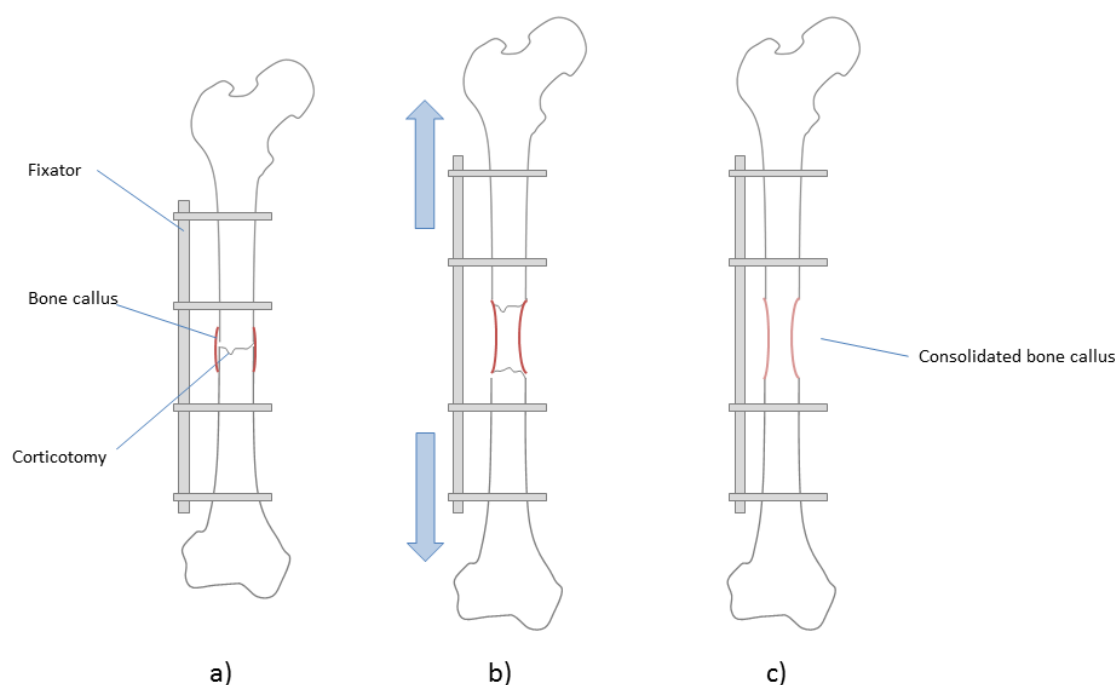 Fixator
Bone callus
Consolidated bone callus
Corticotomy
a)
b)
c)